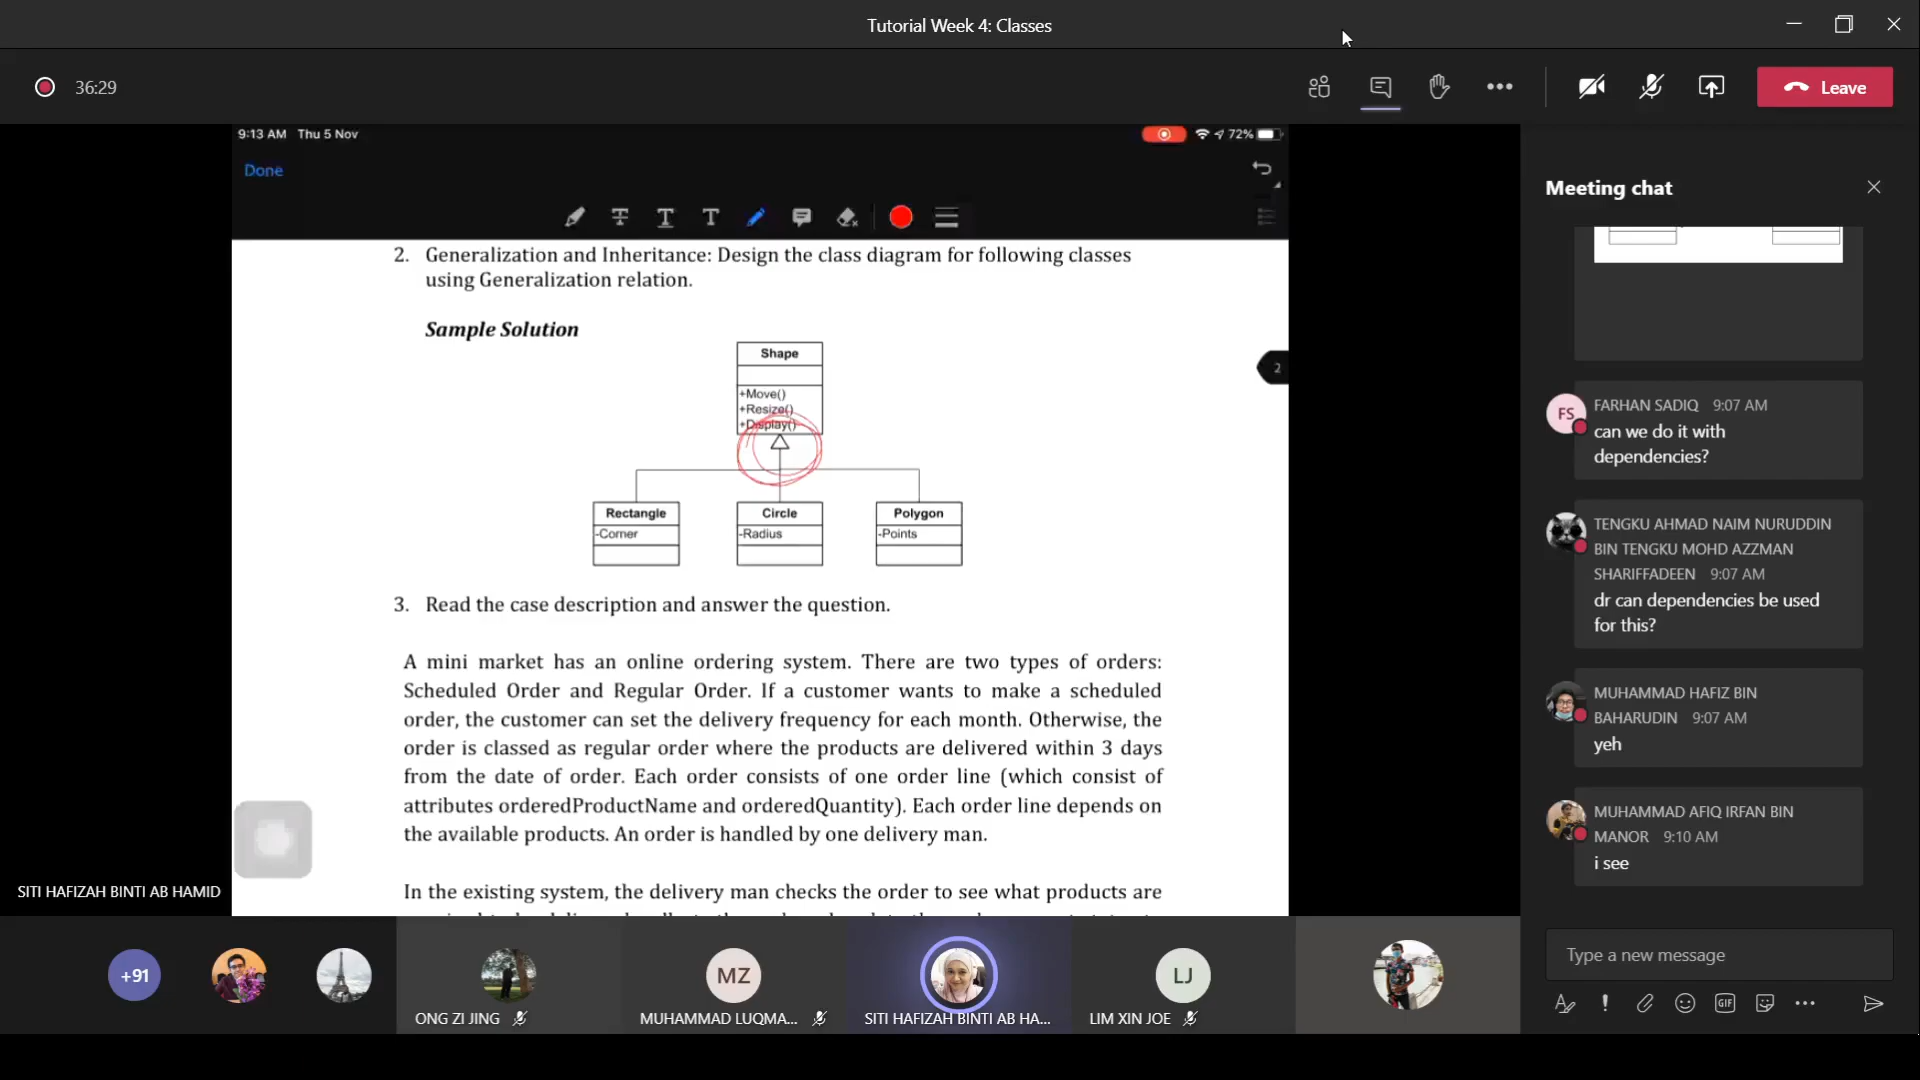 Tutorial Week 4: Classes
36:29
Leave
9:13 AM Thu 5 Nov
72%
Done
2. Generalization and Inheritance: Design the class diagram for following classes
using Generalization relation.
Sample Solution
Shape
+Move()
+Resize()
+Display()
2
Rectangle
-Corner
Circle
-Radius
Polygon
-Points
3. Read the case description and answer the question.
A mini market has an online ordering system. There are two types of orders:
Scheduled Order and Regular Order. If a customer wants to make a scheduled
order, the customer can set the delivery frequency for each month. Otherwise, the
order is classed as regular order where the products are delivered within 3 days
from the date of order. Each order consists of one order line (which consist of
attributes orderedProductName and orderedQuantity). Each order line depends on
the available products. An order is handled by one delivery man.
In the existing system, the delivery man checks the order to see what products are
SITI HAFIZAH BINTI AB HAMID
+91
ONG ZI JING
MZ
MUHAMMAD LUQMA...
SITI HAFIZAH BINTI AB HA...
LJ
LIM XIN JOE
Meeting chat
FS
FARHAN SADIQ 9:07 AM
can we do it with
dependencies?
TENGKU AHMAD NAIM NURUDDIN
BIN TENGKU MOHD AZZMAN
SHARIFFADEEN 9:07 AM
dr can dependencies be used
for this?
MUHAMMAD HAFIZ BIN
BAHARUDIN 9:07 AM
yeh
MUHAMMAD AFIQ IRFAN BIN
MANOR 9:10 AM
i see
Type a new message
GIF